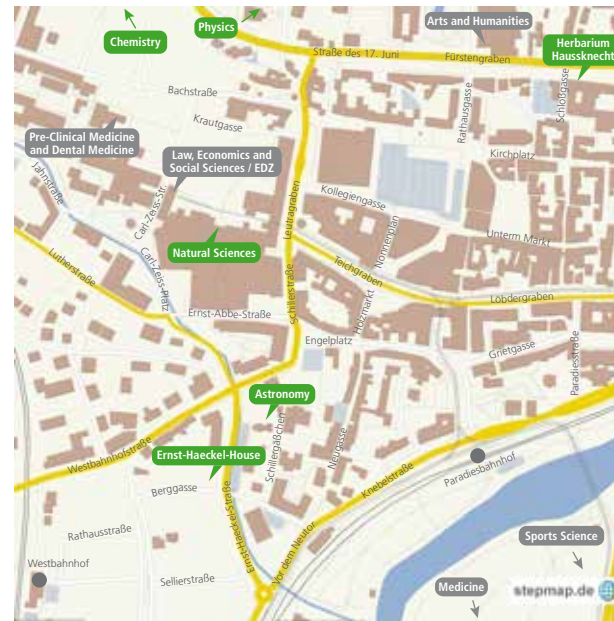 Chemistry
Physics
Arts and Humanities
Herbarium
Haussknecht
Straße des 17. Juni
Fürstengraben
Bachstraße
Krautgasse
Rathausgasse
Schloßgasse
Pre-Clinical Medicine
and Dental Medicine
Law, Economics and
Social Sciences / EDZ
Kirchplatz
Jahnstraße
Carl-Zeiss-Str.
Kollegiengasse
Leutragraben
Nonnenplan
Unterm Markt
Natural Sciences
Lutherstraße
Carl-Zeiss-Platz
Teichgraben
Löbdergraben
Schillerstraße
Holzmarkt
Ernst-Abbe-Straße
Engelplatz
Grietgasse
Paradiesstraße
Astronomy
Westbahnhofstraße
Ernst-Haeckel-House
Schillergäßchen
Neugasse
Knebelstraße
Paradiesbahnhof
Berggasse
Ernst-Haeckel-Straße
Rathausstraße
Vor dem Neutor
Sports Science
Westbahnhof
Sellierstraße
Medicine
stepmap.de